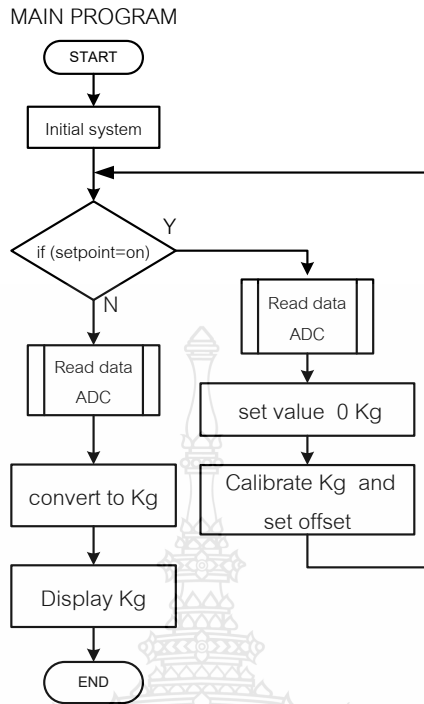 MAIN PROGRAM
START
Initial system
if (setpoint=on)
Y
N
Read data
ADC
convert to Kg
Display Kg
END
Read data
ADC
set value 0 Kg
Calibrate Kg and
set offset